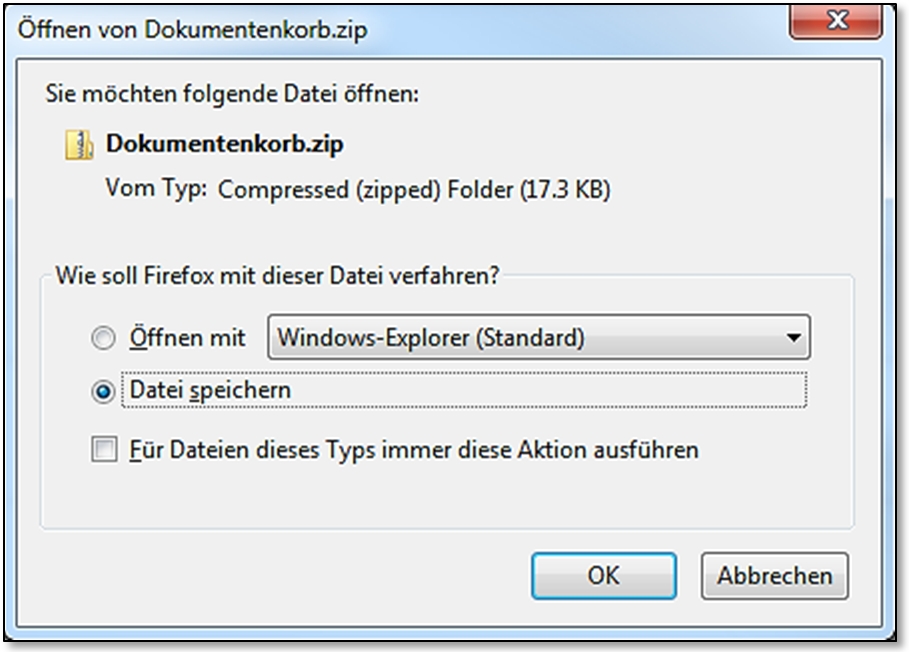 Öffnen von Dokumentenkorb.zip
Sie möchten folgende Datei öffnen:
Dokumentenkorb.zip
Vom Typ: Compressed (zipped) Folder (17.3 KB)
Wie soll Firefox mit dieser Datei verfahren?
Öffnen mit Windows-Explorer (Standard)
Datei speichern
Für Dateien dieses Typs immer diese Aktion ausführen
OK Abbrechen